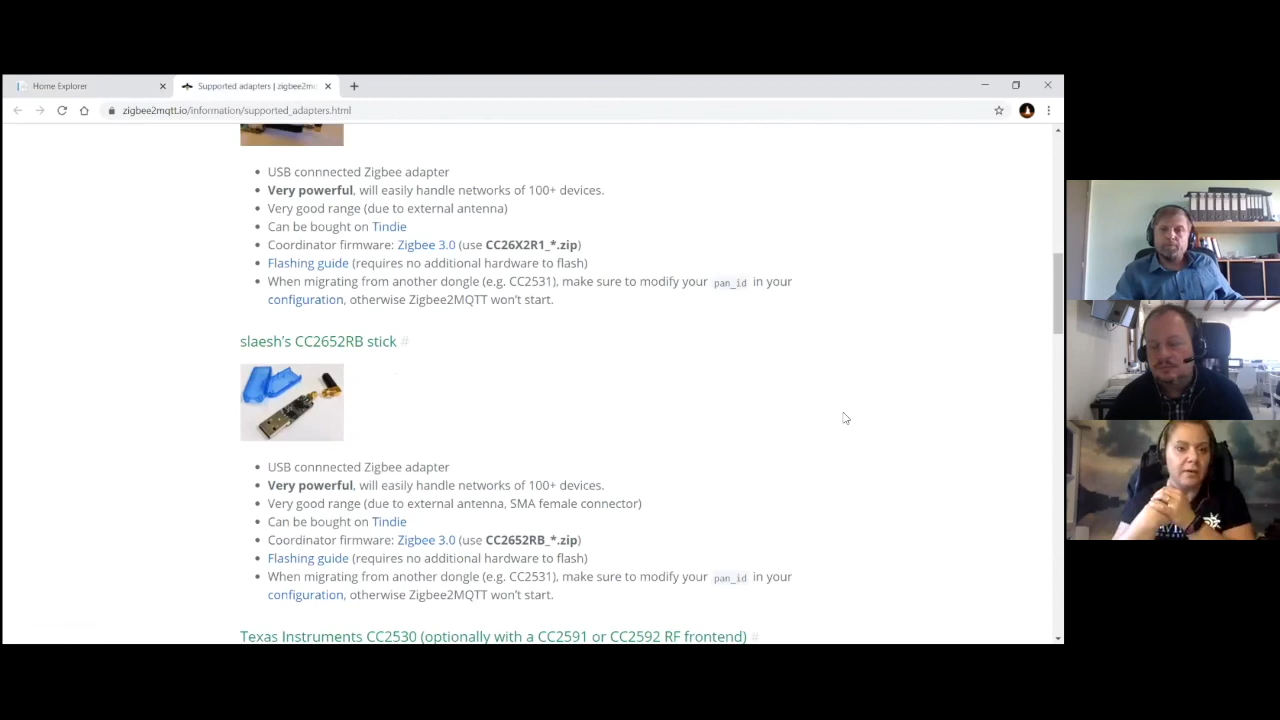 Home Explorer
Supported adapters | zigbee2mq
zigbee2mqtt.io/information/supported_adapters.html
USB connnected Zigbee adapter
Very powerful, will easily handle networks of 100+ devices.
Very good range (due to external antenna)
Can be bought on Tindie
Coordinator firmware: Zigbee 3.0 (use CC26X2R1_*.zip)
Flashing guide (requires no additional hardware to flash)
When migrating from another dongle (e.g. CC2531), make sure to modify your pan_id in your
configuration, otherwise Zigbee2MQTT won't start.
slaesh's CC2652RB stick #
USB connnected Zigbee adapter
Very powerful, will easily handle networks of 100+ devices.
Very good range (due to external antenna, SMA female connector)
Can be bought on Tindie
Coordinator firmware: Zigbee 3.0 (use CC2652RB_*.zip)
Flashing guide (requires no additional hardware to flash)
When migrating from another dongle (e.g. CC2531), make sure to modify your pan_id in your
configuration, otherwise Zigbee2MQTT won't start.
Texas Instruments CC2530 (optionally with a CC2591 or CC2592 RF frontend) #